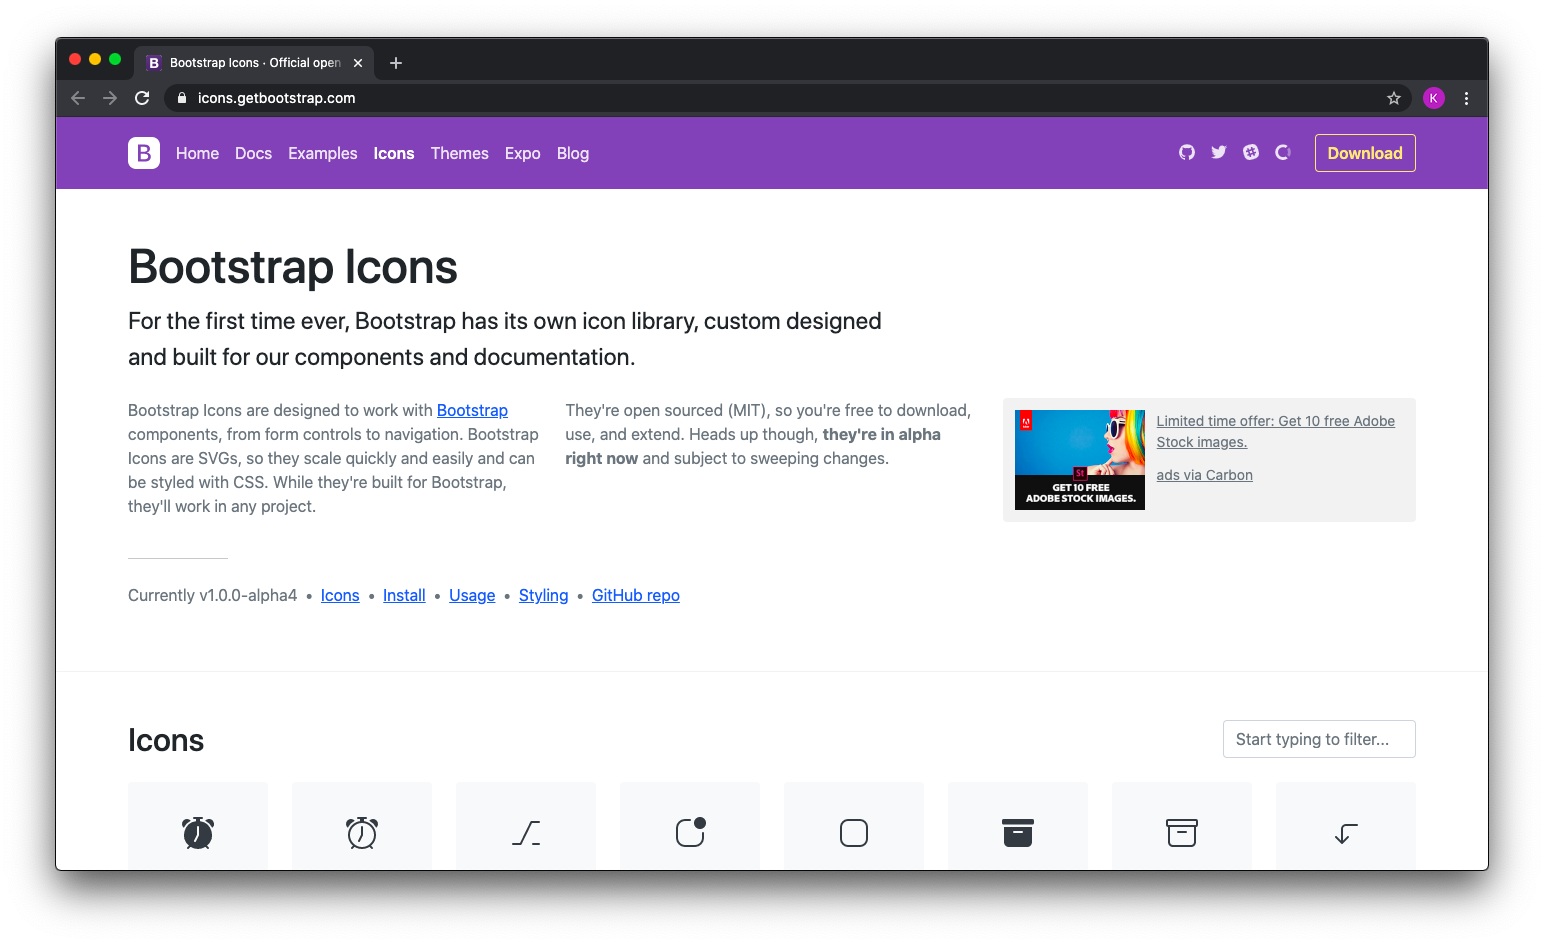 B Bootstrap Icons · Official open
icons.getbootstrap.com
K
B Home Docs Examples Icons Themes Expo Blog
Download
Bootstrap Icons
For the first time ever, Bootstrap has its own icon library, custom designed
and built for our components and documentation.
Bootstrap Icons are designed to work with Bootstrap
components, from form controls to navigation. Bootstrap
Icons are SVGs, so they scale quickly and easily and can
be styled with CSS. While they're built for Bootstrap,
they'll work in any project.
They're open sourced (MIT), so you're free to download,
use, and extend. Heads up though, they're in alpha
right now and subject to sweeping changes.
St
GET 10 FREE
ADOBE STOCK IMAGES.
Limited time offer: Get 10 free Adobe
Stock images.
ads via Carbon
Currently v1.0.0-alpha4 • Icons • Install • Usage • Styling • GitHub repo
Icons
Start typing to filter...